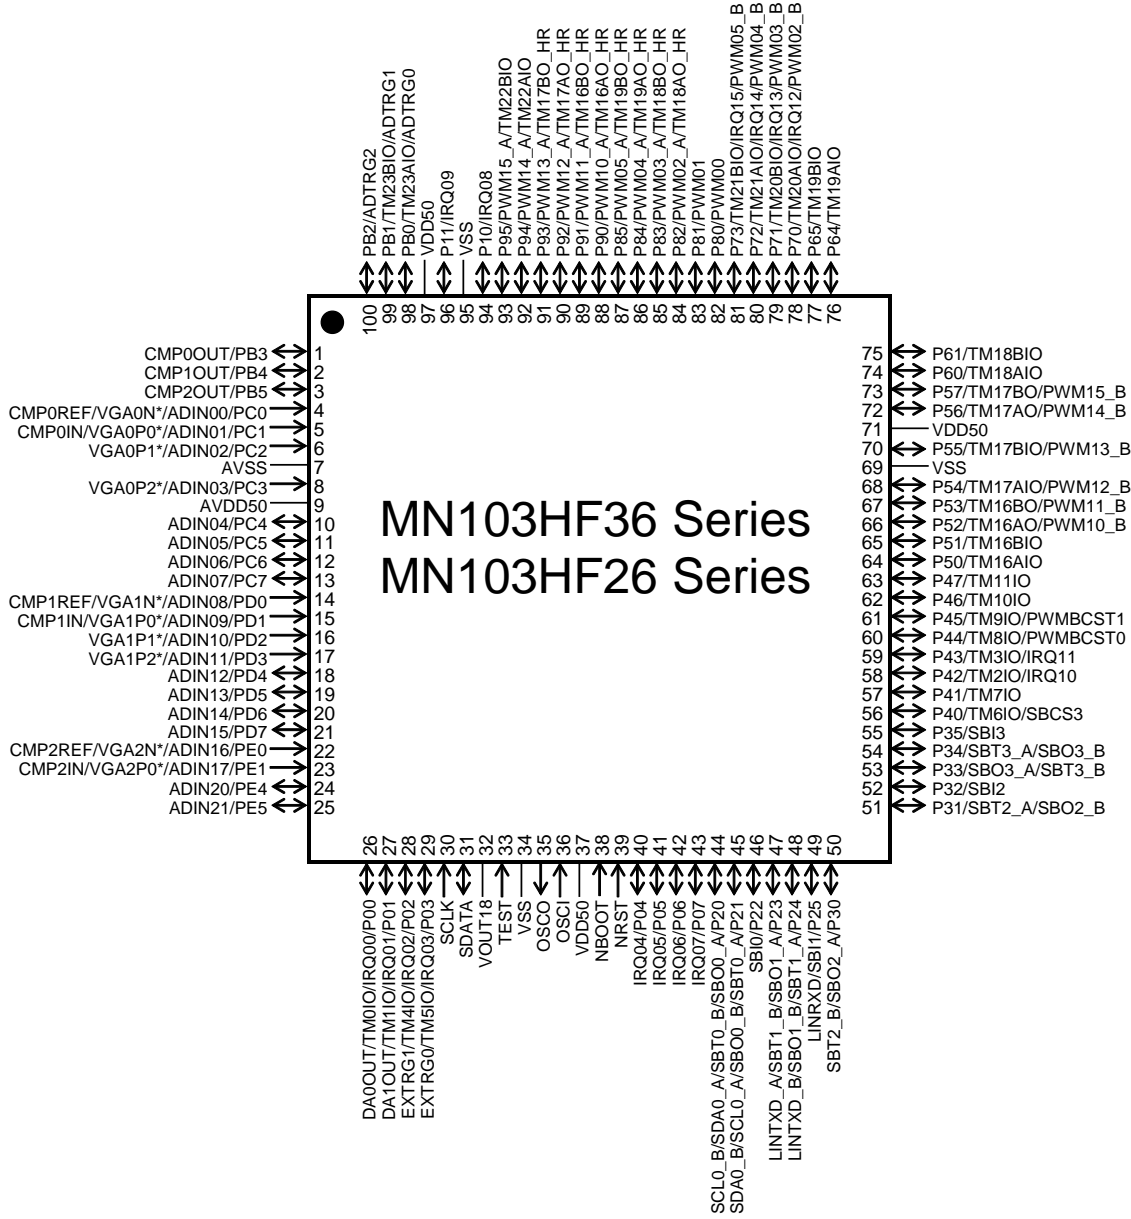 PB2/ADTRG2
PB1/TM23BIO/ADTRG1
PB0/TM23AIO/ADTRG0
VDD50
P11/IRQ09
VSS
P10/IRQ08
P95/PWM15_A/TM22BIO
P94/PWM14_A/TM22AIO
P93/PWM13_A/TM17BO_HR
P92/PWM12_A/TM17AO_HR
P91/PWM11_A/TM16BO_HR
P90/PWM10_A/TM16AO_HR
P85/PWM05_A/TM19BO_HR
P84/PWM04_A/TM19AO_HR
P83/PWM03_A/TM18BO_HR
P82/PWM02_A/TM18AO_HR
P81/PWM01
P80/PWM00
P73/TM21BIO/IRQ15/PWM05_B
P72/TM21AIO/IRQ14/PWM04_B
P71/TM20BIO/IRQ13/PWM03_B
P70/TM20AIO/IRQ12/PWM02_B
P65/TM19BIO
P64/TM19AIO
100
99
98
97
96
95
94
93
92
91
90
89
88
87
86
85
84
83
82
81
80
79
78
77
76
CMP0OUT/PB3 1
CMP1OUT/PB4 2
CMP2OUT/PB5 3
CMP0REF/VGA0N*/ADIN00/PC0 4
CMP0IN/VGA0P0*/ADIN01/PC1 5
VGA0P1*/ADIN02/PC2 6
AVSS 7
VGA0P2*/ADIN03/PC3 8
AVDD50 9
ADIN04/PC4 10
ADIN05/PC5 11
ADIN06/PC6 12
ADIN07/PC7 13
CMP1REF/VGA1N*/ADIN08/PD0 14
CMP1IN/VGA1P0*/ADIN09/PD1 15
VGA1P1*/ADIN10/PD2 16
VGA1P2*/ADIN11/PD3 17
ADIN12/PD4 18
ADIN13/PD5 19
ADIN14/PD6 20
ADIN15/PD7 21
CMP2REF/VGA2N*/ADIN16/PE0 22
CMP2IN/VGA2P0*/ADIN17/PE1 23
ADIN20/PE4 24
ADIN21/PE5 25
MN103HF36 Series
MN103HF26 Series
75 P61/TM18BIO
74 P60/TM18AIO
73 P57/TM17BO/PWM15_B
72 P56/TM17AO/PWM14_B
71 VDD50
70 P55/TM17BIO/PWM13_B
69 VSS
68 P54/TM17AIO/PWM12_B
67 P53/TM16BO/PWM11_B
66 P52/TM16AO/PWM10_B
65 P51/TM16BIO
64 P50/TM16AIO
63 P47/TM11IO
62 P46/TM10IO
61 P45/TM9IO/PWMBCST1
60 P44/TM8IO/PWMBCST0
59 P43/TM3IO/IRQ11
58 P42/TM2IO/IRQ10
57 P41/TM7IO
56 P40/TM6IO/SBCS3
55 P35/SBI3
54 P34/SBT3_A/SBO3_B
53 P33/SBO3_A/SBT3_B
52 P32/SBI2
51 P31/SBT2_A/SBO2_B
26
27
28
29
30
31
32
33
34
35
36
37
38
39
40
41
42
43
44
45
46
47
48
49
50
DA0OUT/TM0IO/IRQ00/P00
DA1OUT/TM1IO/IRQ01/P01
EXTRG1/TM4IO/IRQ02/P02
EXTRG0/TM5IO/IRQ03/P03
SCLK
SDATA
VOUT18
TEST
VSS
OSCO
OSCI
VDD50
NBOOT
NRST
IRQ04/P04
IRQ05/P05
IRQ06/P06
IRQ07/P07
SCL0_B/SDA0_A/SBT0_B/SBO0_A/P20
SDA0_B/SCL0_A/SBO0_B/SBT0_A/P21
SBI0/P22
LINTXD_A/SBT1_B/SBO1_A/P23
LINTXD_B/SBO1_B/SBT1_A/P24
LINRXD/SBI1/P25
SBT2_B/SBO2_A/P30